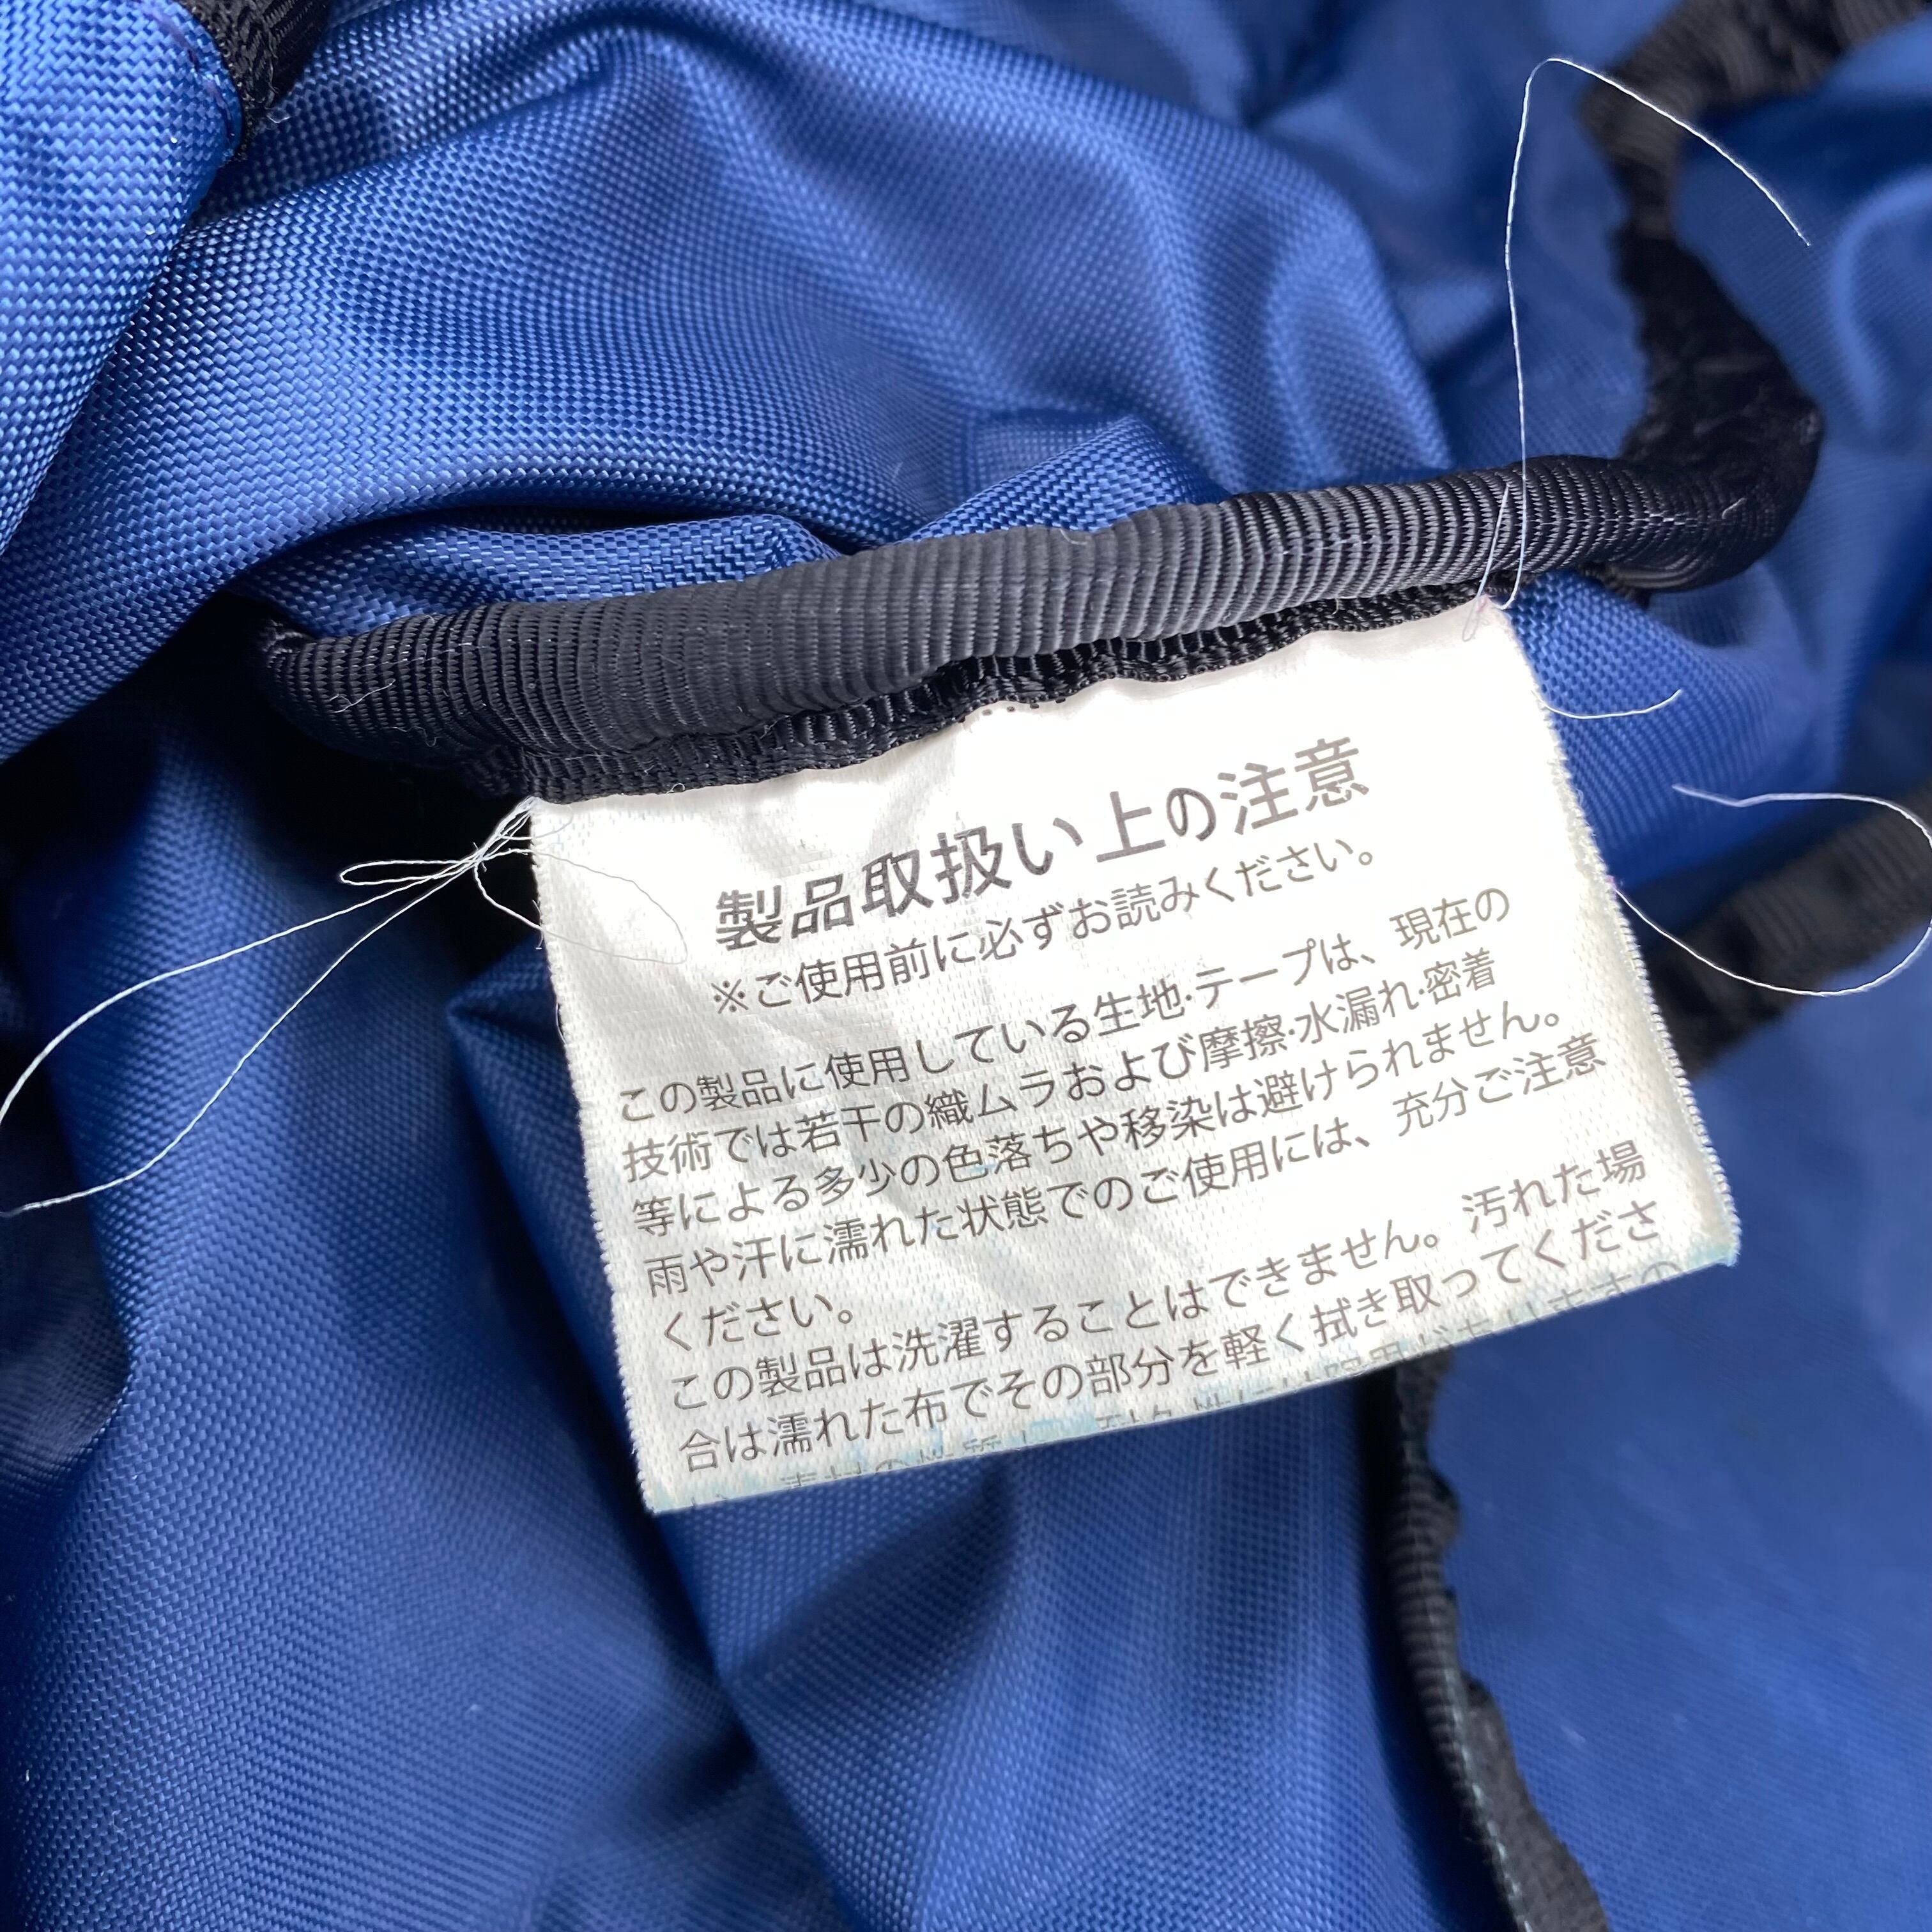 製品取扱い上の注意
※ご使用前に必ずお読みください。
この製品に使用している生地･テープは、現在の
技術では若干の織ムラおよび摩擦･水漏れ･密着
等による多少の色落ちや移染は避けられません。
雨や汗に濡れた状態でのご使用には、充分ご注意
ください。
この製品は洗濯することはできません。汚れた場
合は濡れた布でその部分を軽く拭き取ってくださ